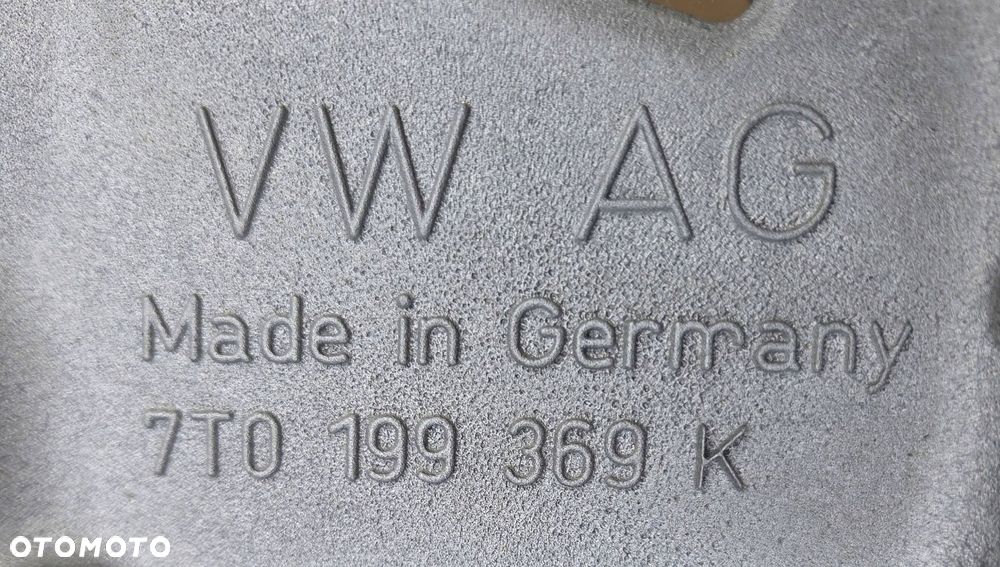 VW AG
Made in Germany
7T0 199 369 K
OTOMOTO